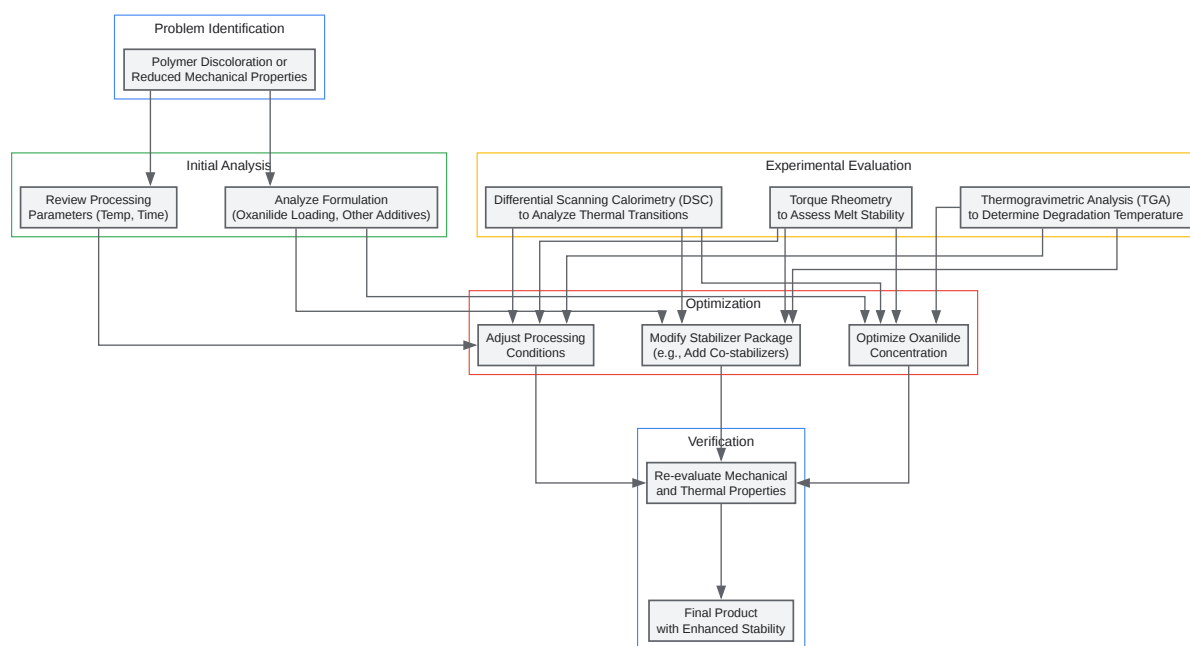 Problem Identification
Polymer Discoloration or
Reduced Mechanical Properties
Initial Analysis
Review Processing
Parameters (Temp, Time)
Analyze Formulation
(Oxanilide Loading, Other Additives)
Experimental Evaluation
Differential Scanning Calorimetry (DSC)
to Analyze Thermal Transitions
Torque Rheometry
to Assess Melt Stability
Thermogravimetric Analysis (TGA)
to Determine Degradation Temperature
Optimization
Adjust Processing
Conditions
Modify Stabilizer Package
(e.g., Add Co-stabilizers)
Optimize Oxanilide
Concentration
Verification
Re-evaluate Mechanical
and Thermal Properties
Final Product
with Enhanced Stability